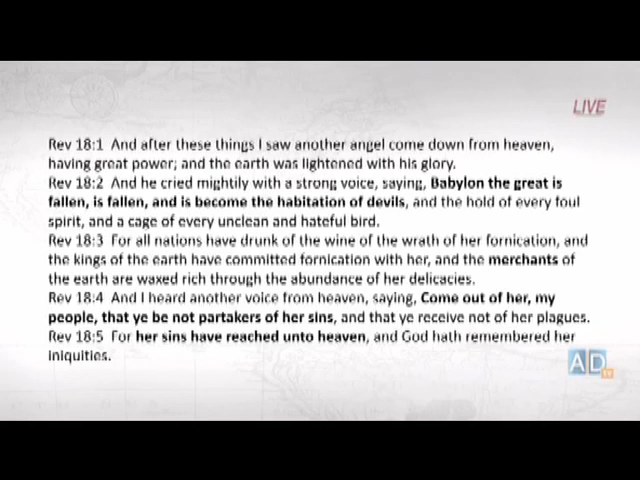 LIVE
Rev 18:1 And after these things I saw another angel come down from heaven,
having great power; and the earth was lightened with his glory.
Rev 18:2 And he cried mightily with a strong voice, saying, Babylon the great is
fallen, is fallen, and is become the habitation of devils, and the hold of every foul
spirit, and a cage of every unclean and hateful bird.
Rev 18:3 For all nations have drunk of the wine of the wrath of her fornication, and
the kings of the earth have committed fornication with her, and the merchants of
the earth are waxed rich through the abundance of her delicacies.
Rev 18:4 And I heard another voice from heaven, saying, Come out of her, my
people, that ye be not partakers of her sins, and that ye receive not of her plagues.
Rev 18:5 For her sins have reached unto heaven, and God hath remembered her
iniquities.
AD
TV